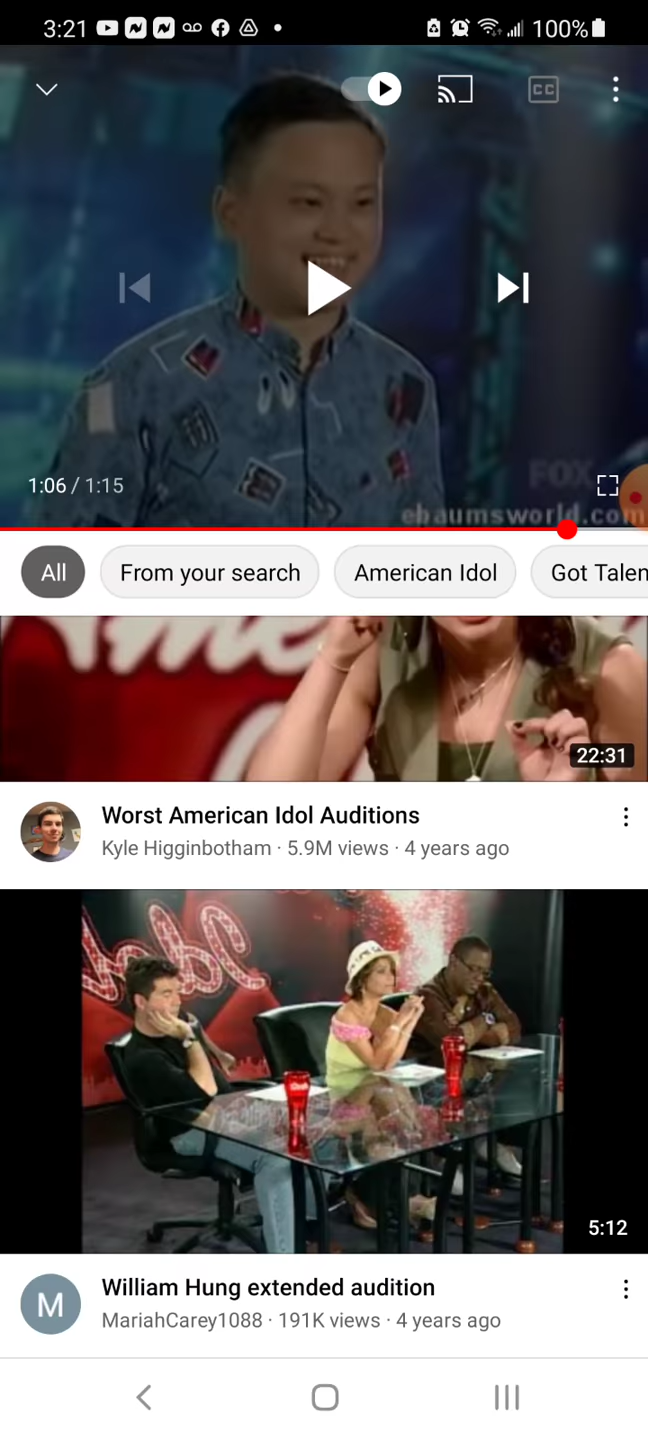 3:21
100%
CC
FOX
1:06 / 1:15
ebaumsworld.com
All
From your search
American Idol
Got Talen
22:31
Worst American Idol Auditions
Kyle Higginbotham · 5.9M views · 4 years ago
Idol
5:12
M
William Hung extended audition
MariahCarey1088 · 191K views · 4 years ago